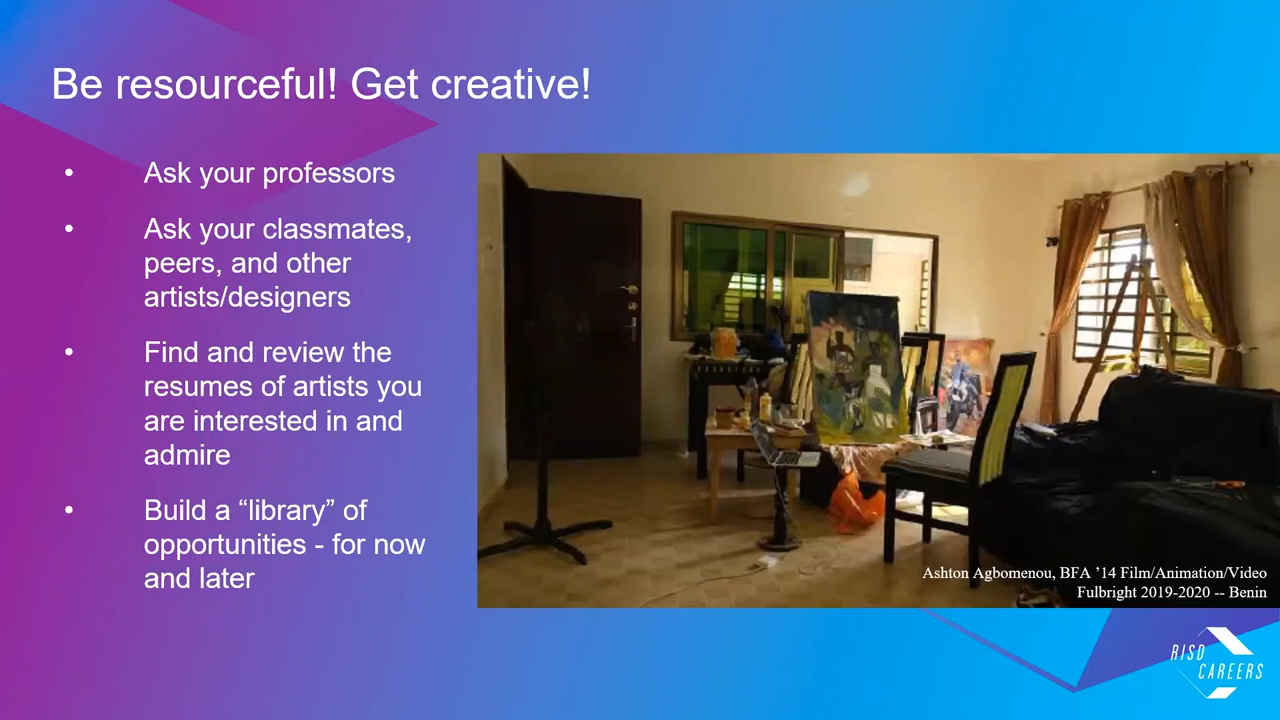 Be resourceful! Get creative!
• Ask your professors
• Ask your classmates,
peers, and other
artists/designers
• Find and review the
resumes of artists you
are interested in and
admire
• Build a “library” of
opportunities - for now
and later
Ashton Agbomenou, BFA ’14 Film/Animation/Video
Fulbright 2019-2020 -- Benin
RISD
CAREERS